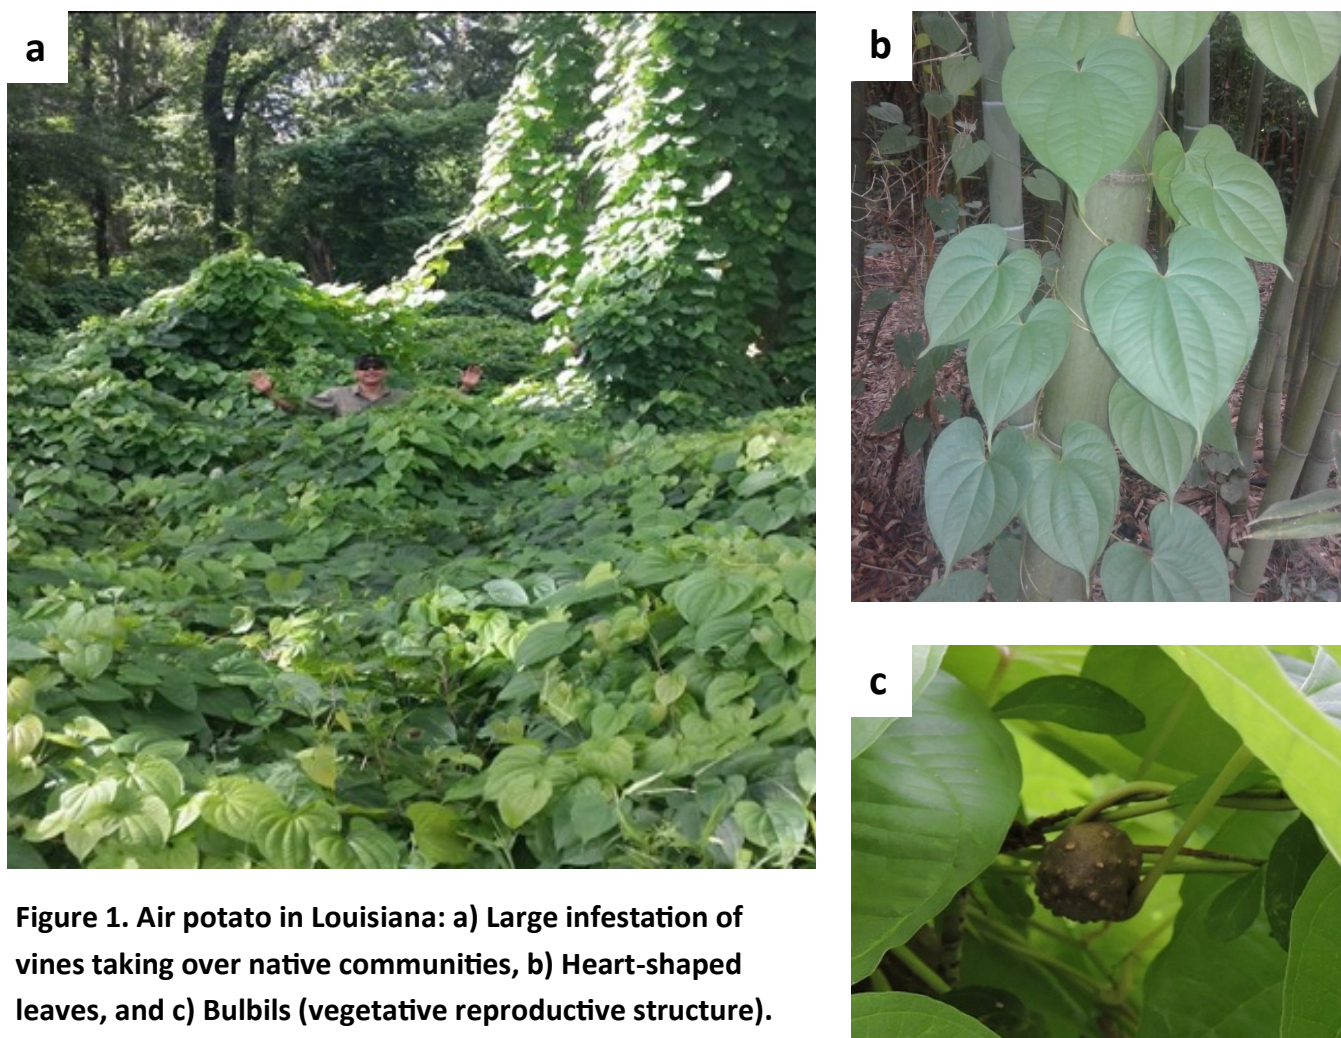 a
b
c
Figure 1. Air potato in Louisiana: a) Large infestation of
vines taking over native communities, b) Heart-shaped
leaves, and c) Bulbils (vegetative reproductive structure).